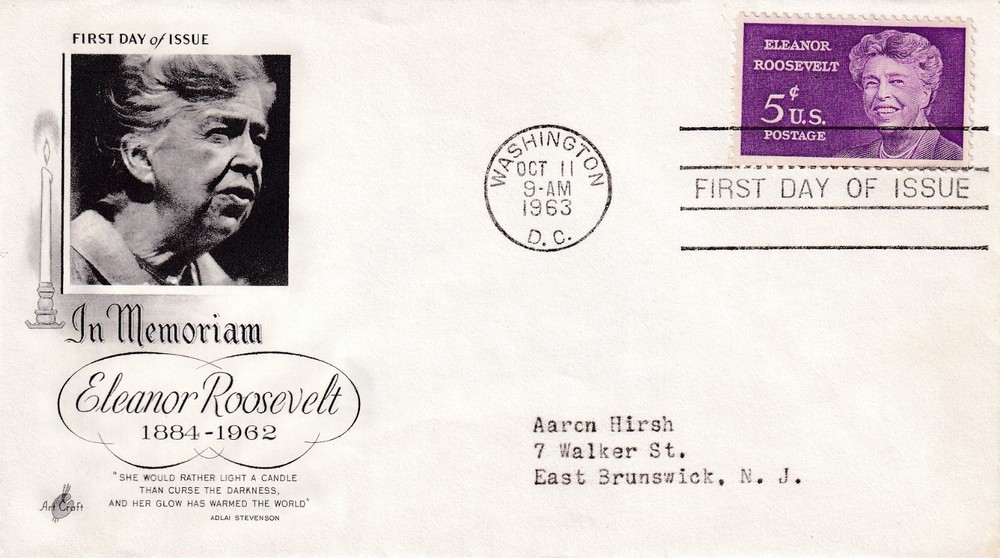 FIRST DAY of ISSUE
In Memoriam
Eleanor Roosevelt
1884-1962
"SHE WOULD RATHER LIGHT A CANDLE
THAN CURSE THE DARKNESS,
AND HER GLOW HAS WARMED THE WORLD"
ADLAI STEVENSON
Art Craft
WASHINGTON
OCT 11
9-AM
1963
D. C.
ELEANOR
ROOSEVELT
5¢ U.S.
POSTAGE
FIRST DAY OF ISSUE
Aaron Hirsh
7 Walker St.
East Brunswick, N. J.